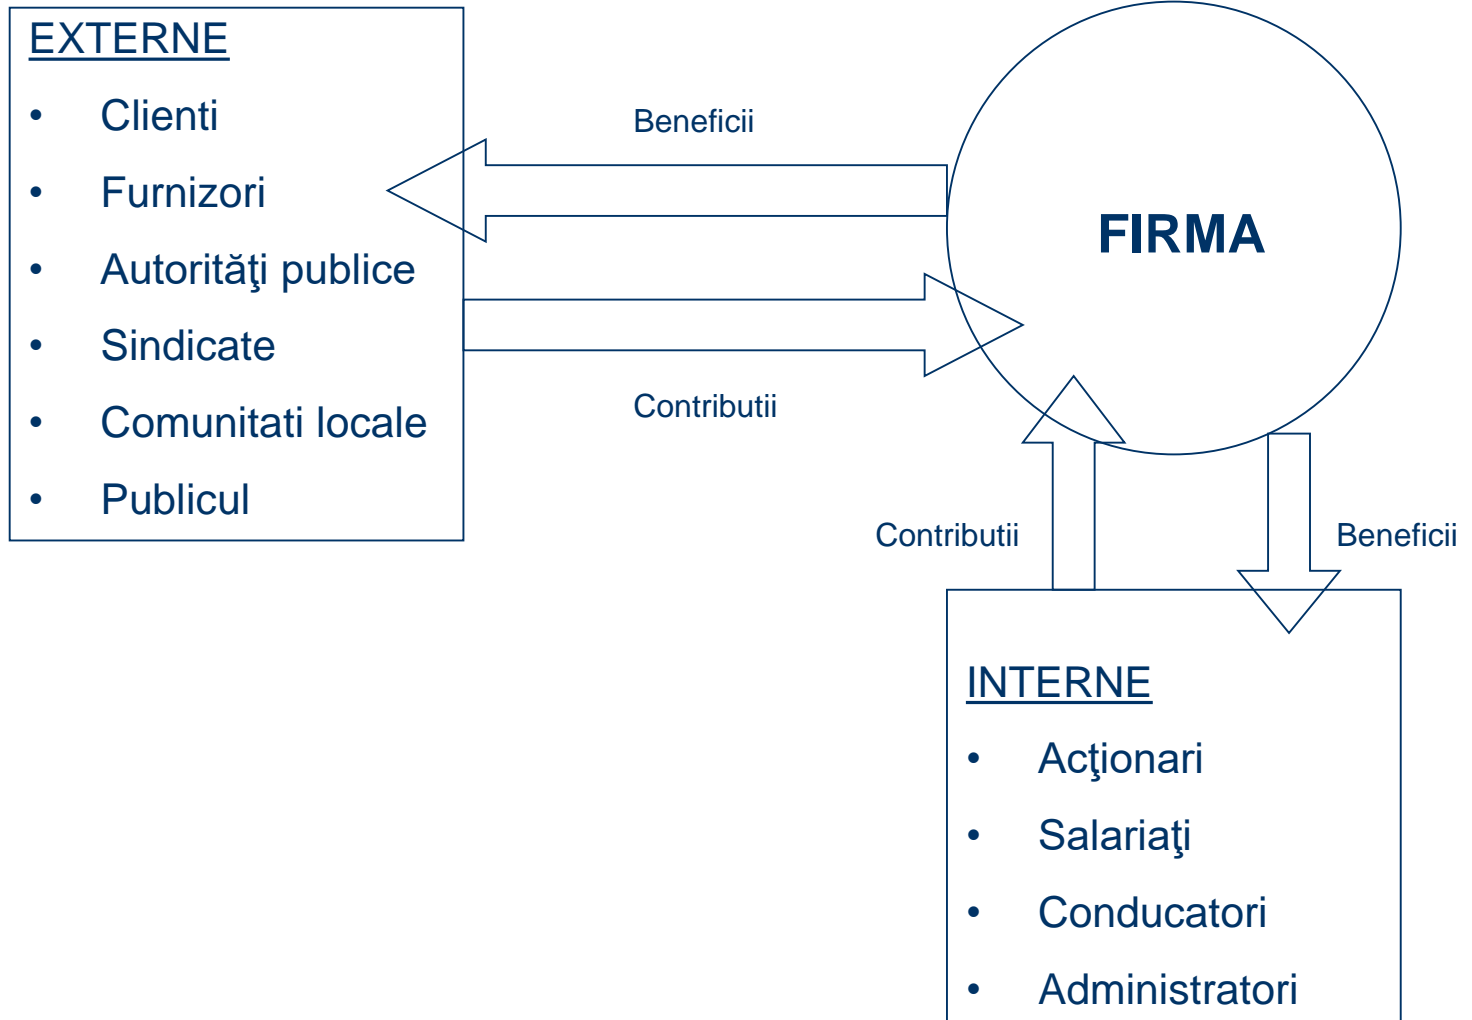 EXTERNE
• Clienti
• Furnizori
• Autorităţi publice
• Sindicate
• Comunitati locale
• Publicul
Beneficii
Contributii
FIRMA
Contributii
Beneficii
INTERNE
• Acţionari
• Salariaţi
• Conducatori
• Administratori